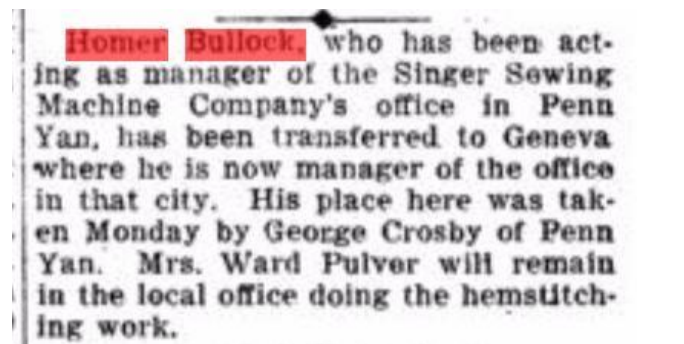 Homer Bullock, who has been act-
ing as manager of the Singer Sewing
Machine Company's office in Penn
Yan, has been transferred to Geneva
where he is now manager of the office
in that city. His place here was tak-
en Monday by George Crosby of Penn
Yan. Mrs. Ward Pulver will remain
in the local office doing the hemstitch-
ing work.